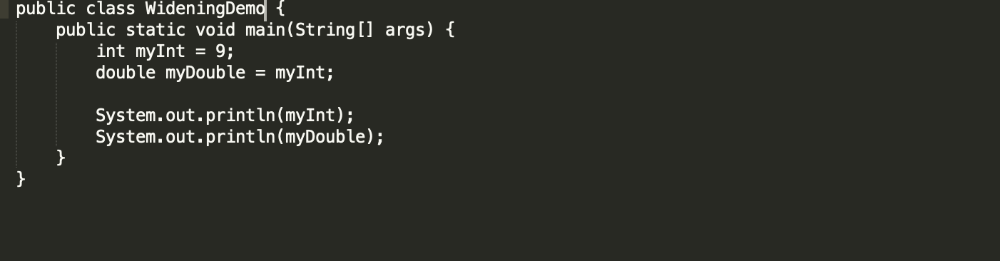 public class WideningDemo {
    public static void main(String[] args) {
        int myInt = 9;
        double myDouble = myInt;

        System.out.println(myInt);
        System.out.println(myDouble);
    }
}